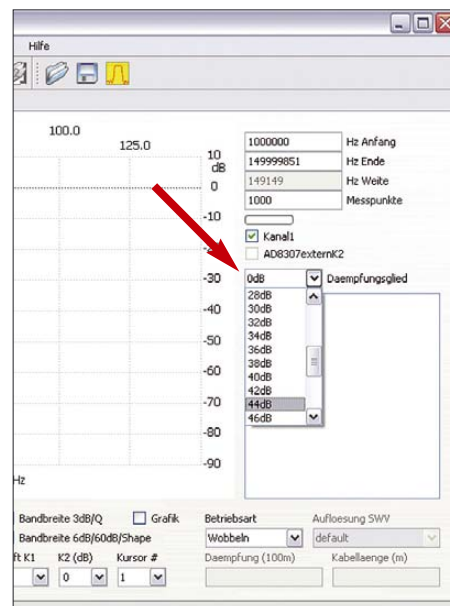 Hilfe
100.0
125.0
10
dB
0
-10
-30
-40
-50
-60
-70
-80
-90
Hz
1000000 Hz Anfang
149999851 Hz Ende
149149 Hz Weite
1000 Messpunkte
Kanal1
AD8307externK2
0dB Daempfungsglied
28dB
30dB
32dB
34dB
36dB
38dB
40dB
42dB
44dB
46dB
Bandbreite 3dB/Q Grafik Betriebsart Aufloesung SWV
Bandbreite 6dB/60dB/Shape Wobbeln default
ft K1 K2 (dB) Kursor # Daempfung (100m) Kabellaenge (m)
0 1